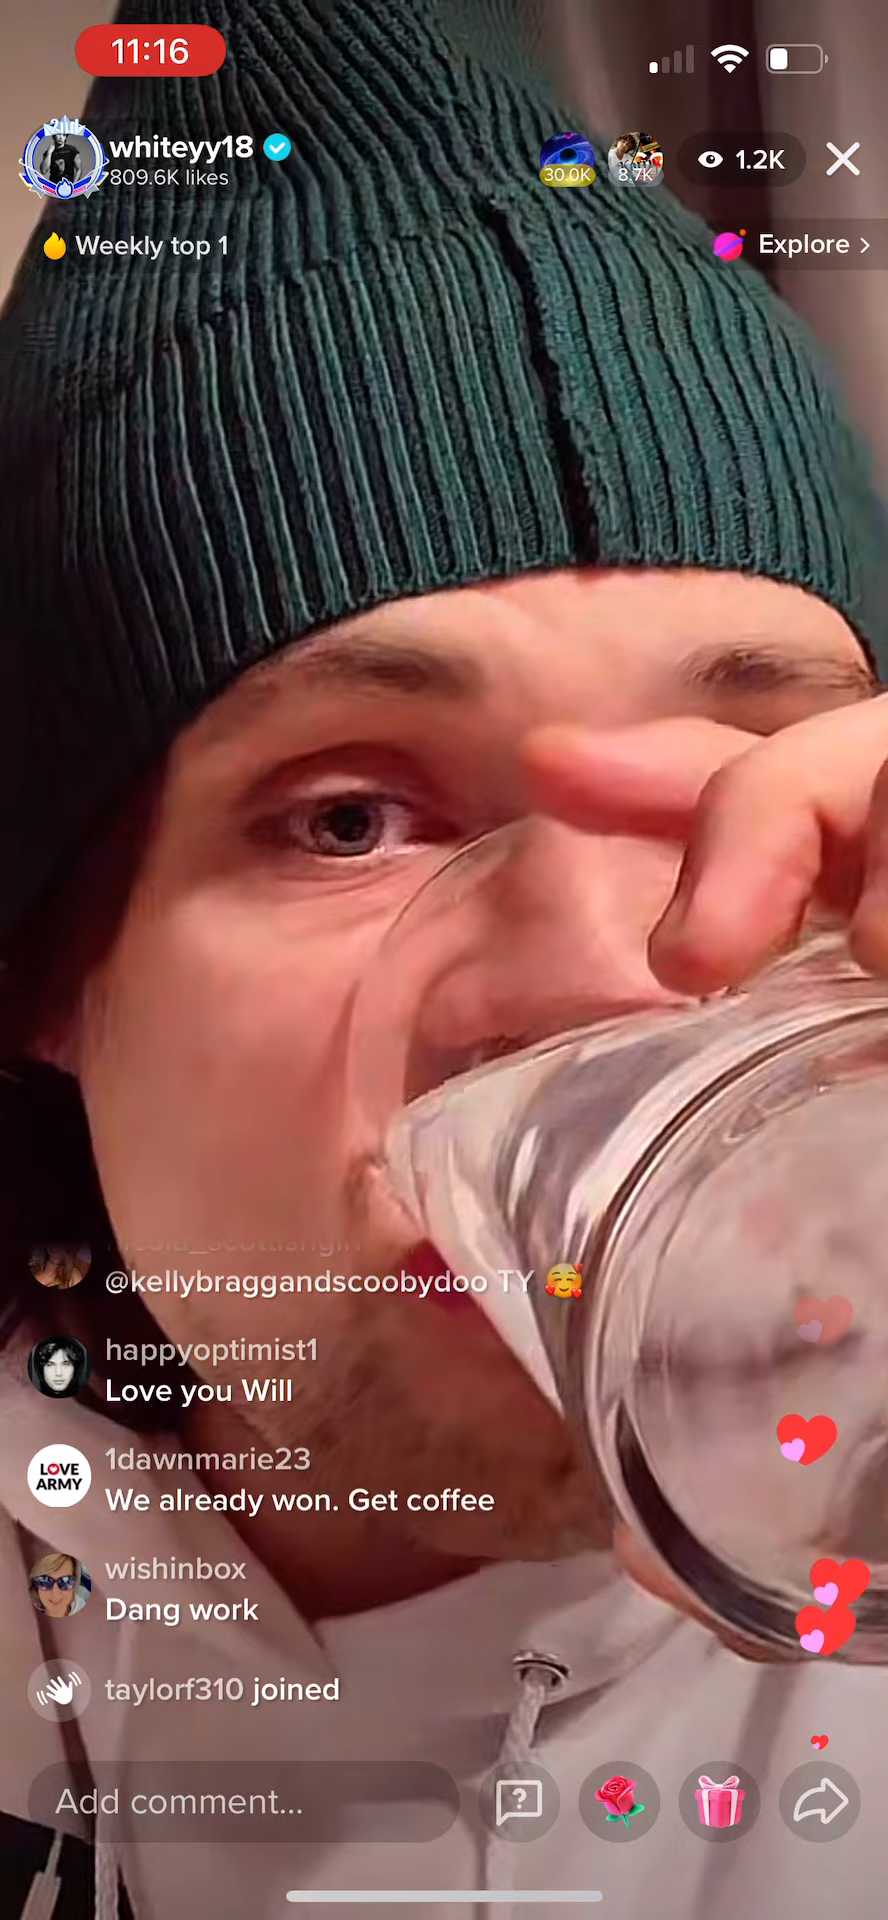 11:16
whiteyy18
809.6K likes
30.0K
8.7K
1.2K
Weekly top 1
Explore >
@kellybraggandscoobydoo TY 🥰
happyoptimist1
Love you Will
LOVE
ARMY
1dawnmarie23
We already won. Get coffee
wishinbox
Dang work
taylorf310 joined
Add comment...